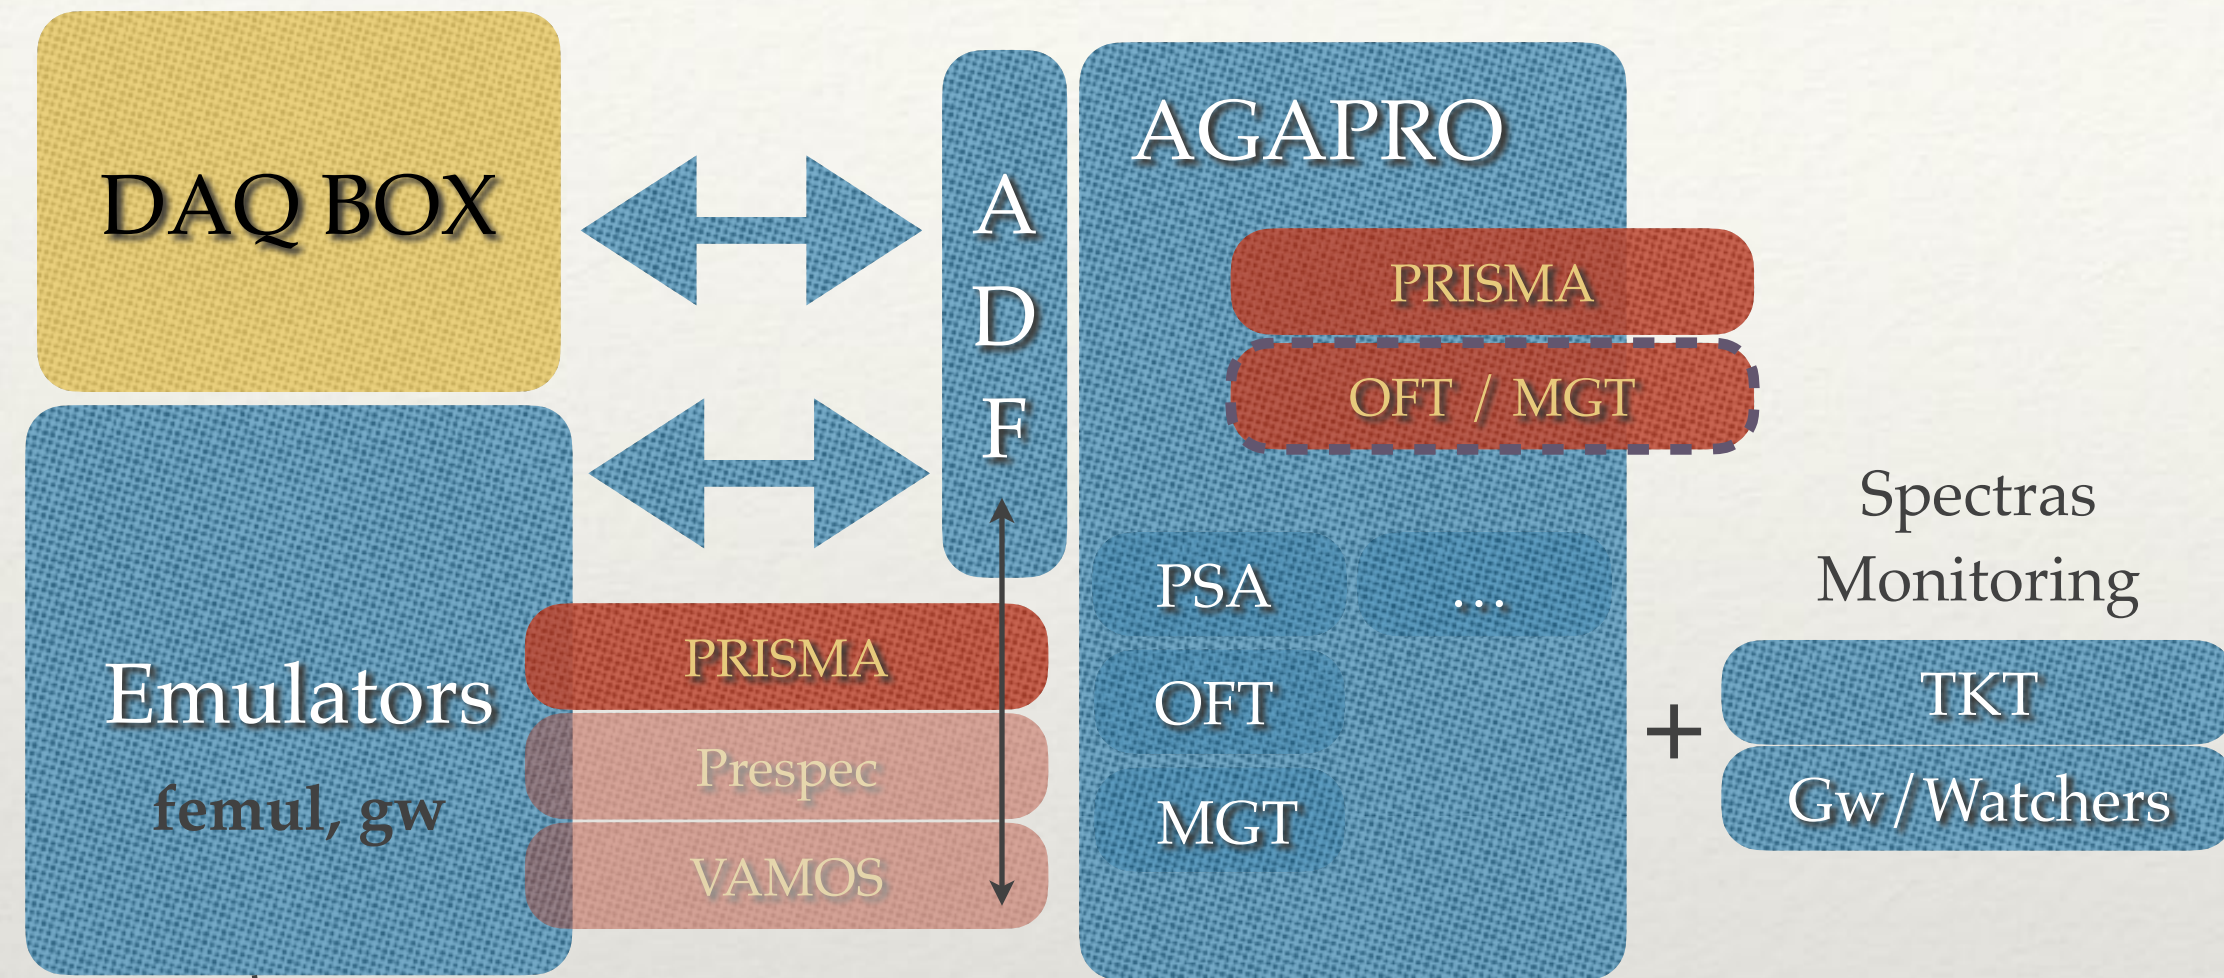 DAQ BOX
A
D
F
AGAPRO
PRISMA
OFT / MGT
Emulators
femul, gw
PRISMA
Prespec
VAMOS
PSA
...
OFT
MGT
Spectras
Monitoring
+
TKT
Gw/Watchers